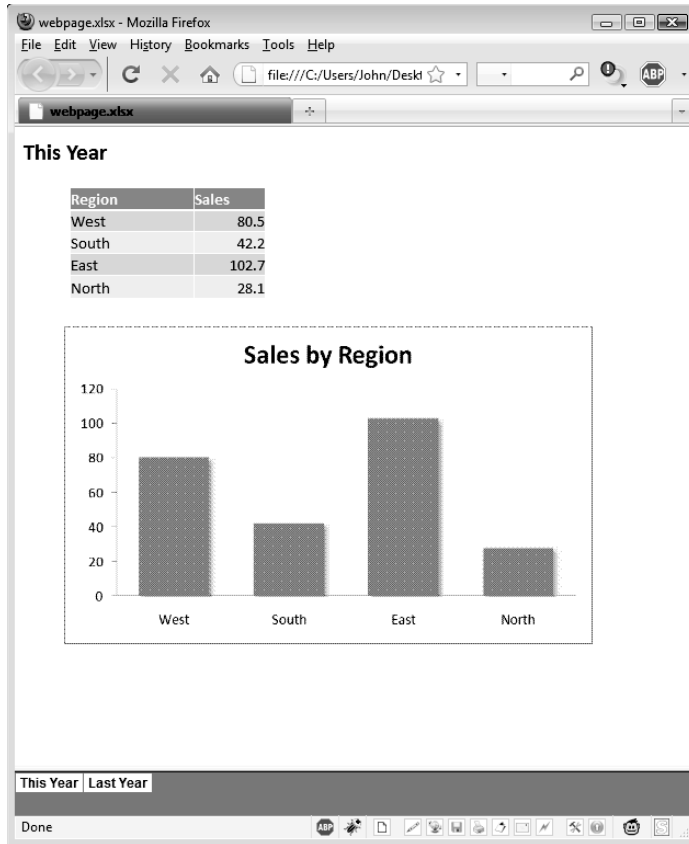 webpage.xlsx - Mozilla Firefox
File Edit View History Bookmarks Tools Help
file:///C:/Users/John/Deskt
ABP
webpage.xlsx
This Year
Region Sales
West 80.5
South 42.2
East 102.7
North 28.1
Sales by Region
120
100
80
60
40
20
0
West South East North
This Year Last Year
Done
ABP
S